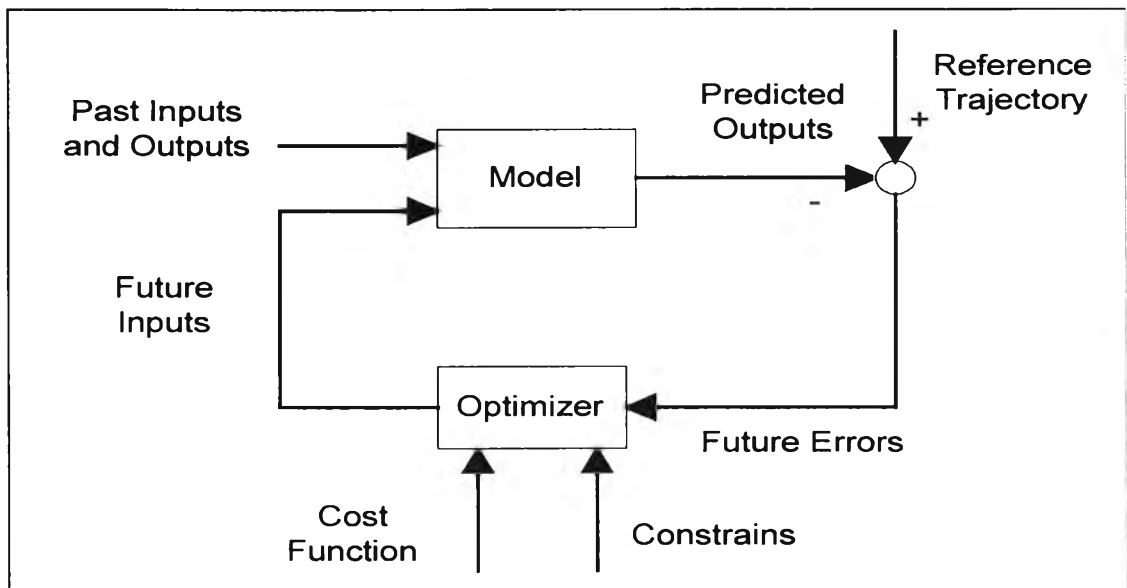 Past Inputs
and Outputs
Model
Predicted
Outputs
Reference
Trajectory
+
-
Future
Inputs
Optimizer
Future Errors
Cost
Function
Constrains